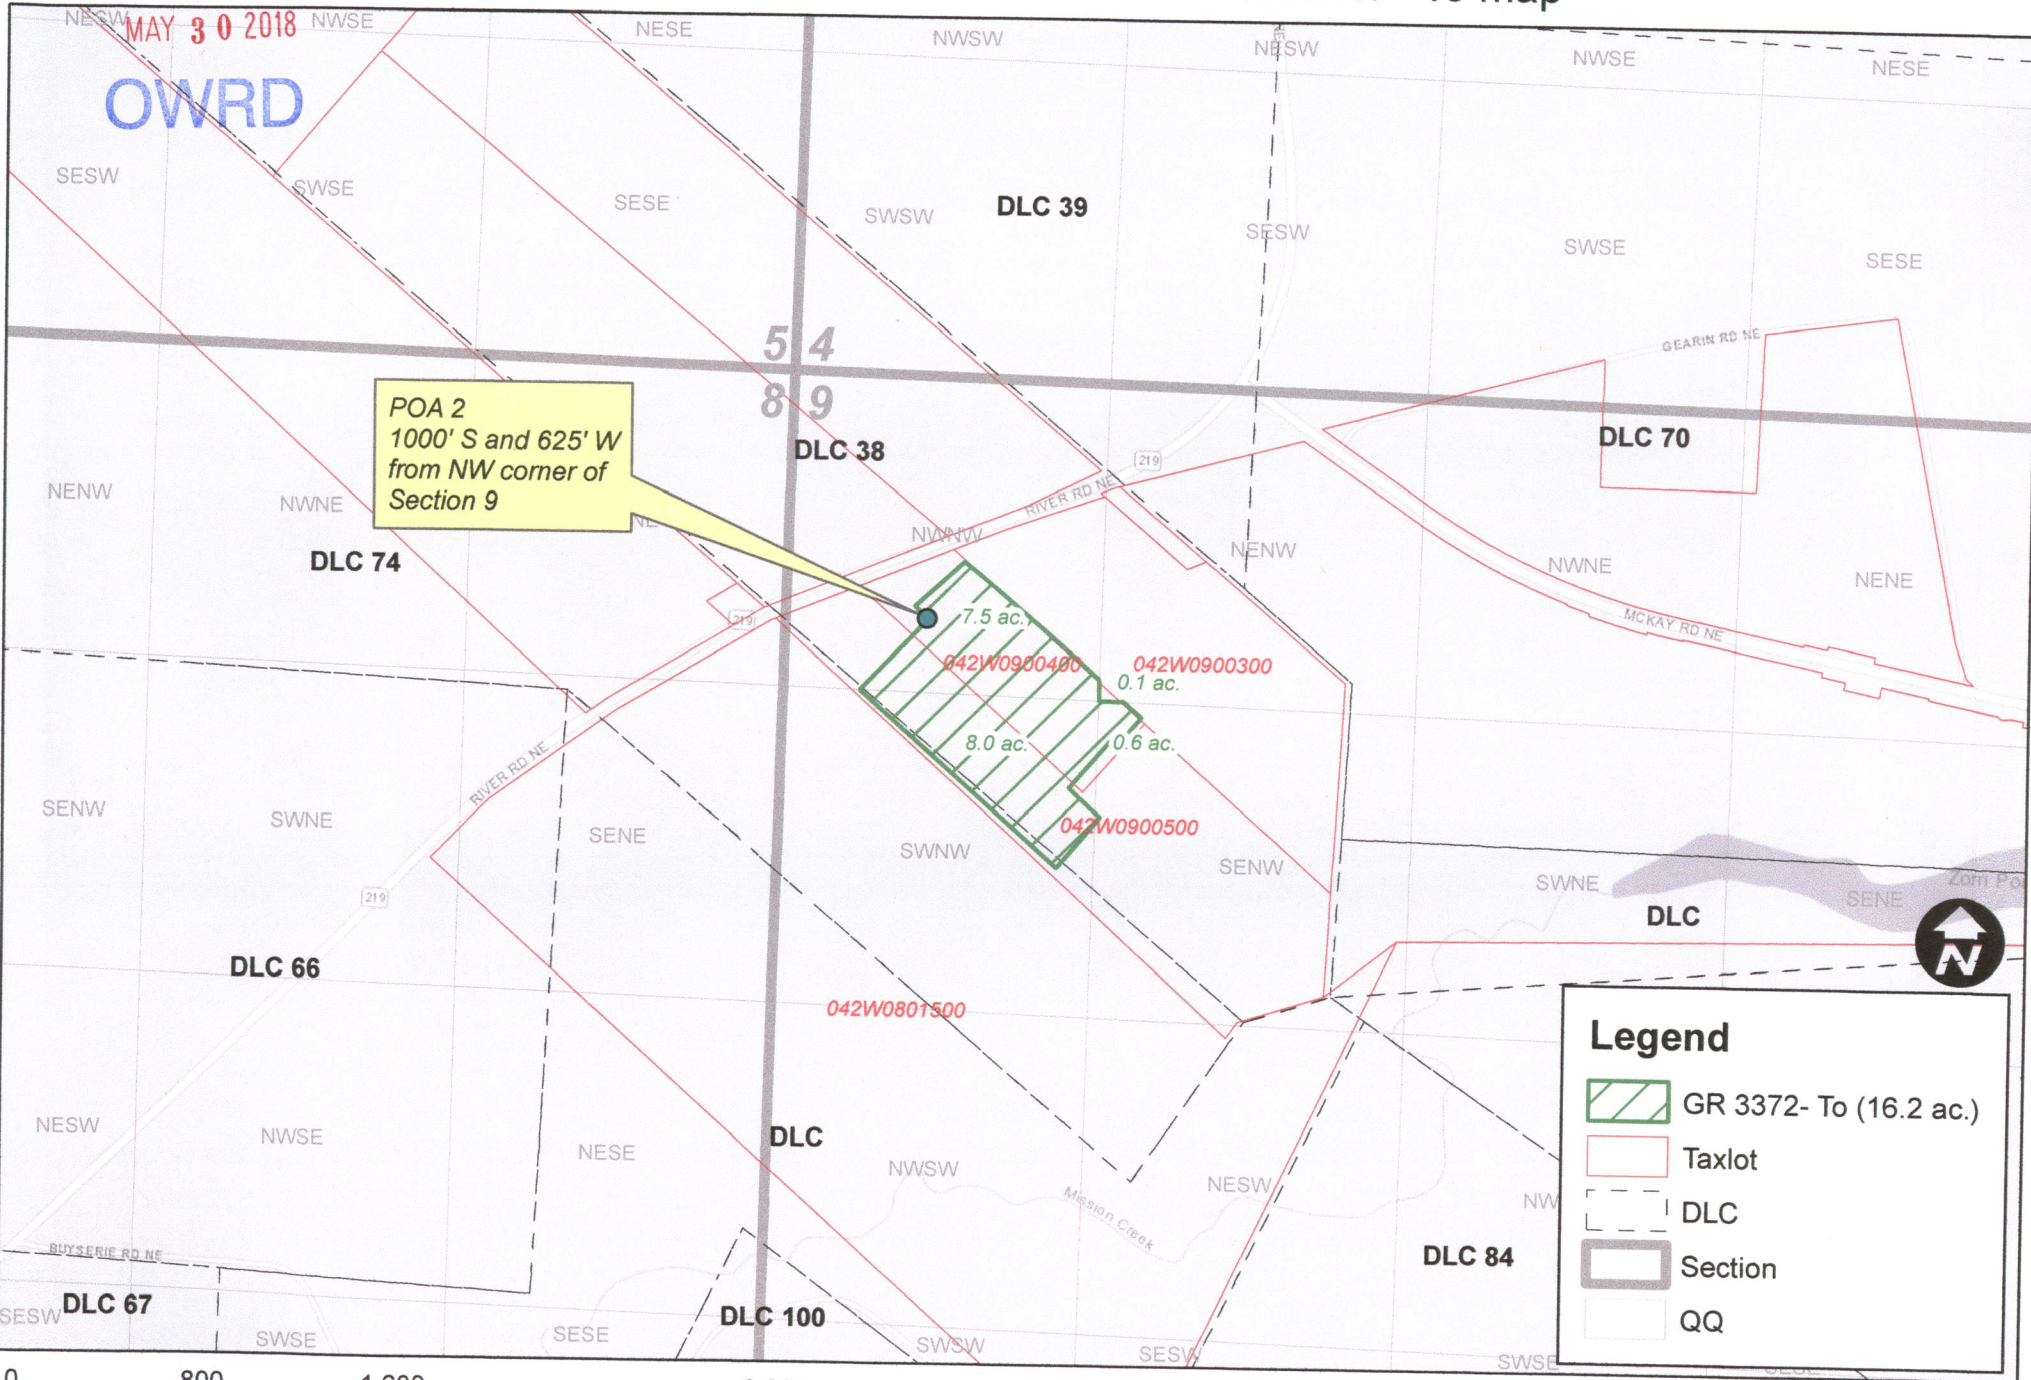 MAY 30 2018
OWRD
NESW
NWSE
NESE
NWSW
NESW
NWSE
NESE
SESW
SWSE
SESE
SWSW
DLC 39
SESW
SWSE
SESE
5 4
8 9
GEARIN RD NE
POA 2
1000' S and 625' W
from NW corner of
Section 9
DLC 38
DLC 70
219
RIVER RD NE
NENW
NWNE
NE
NWNW
NENW
NWNE
NENE
DLC 74
219
MCKAY RD NE
7.5 ac.
042W0900400
042W0900300
0.1 ac.
8.0 ac.
0.6 ac.
RIVER RD NE
SENW
SWNE
SENE
SWNW
042W0900500
SENW
SWNE
SENE
219
DLC
DLC 66
042W0801500
NESW
NWSE
NESE
DLC
NWSW
NESW
NW
Mission Creek
BUYSERIE RD NE
DLC 84
DLC 67
DLC 100
SESW
SWSE
SESE
SWSW
SESW
SWSE
N
Legend
GR 3372- To (16.2 ac.)
Taxlot
DLC
Section
QQ
0
800